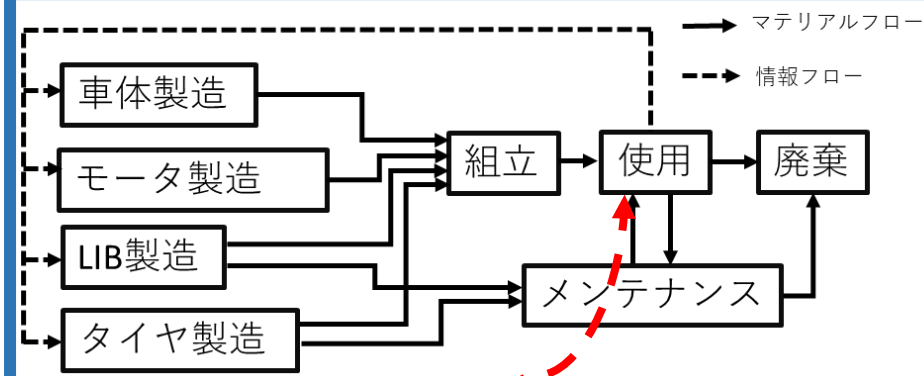 マテリアルフロー
情報フロー
車体製造
モータ製造
LIB製造
タイヤ製造
組立
使用
廃棄
メンテナンス